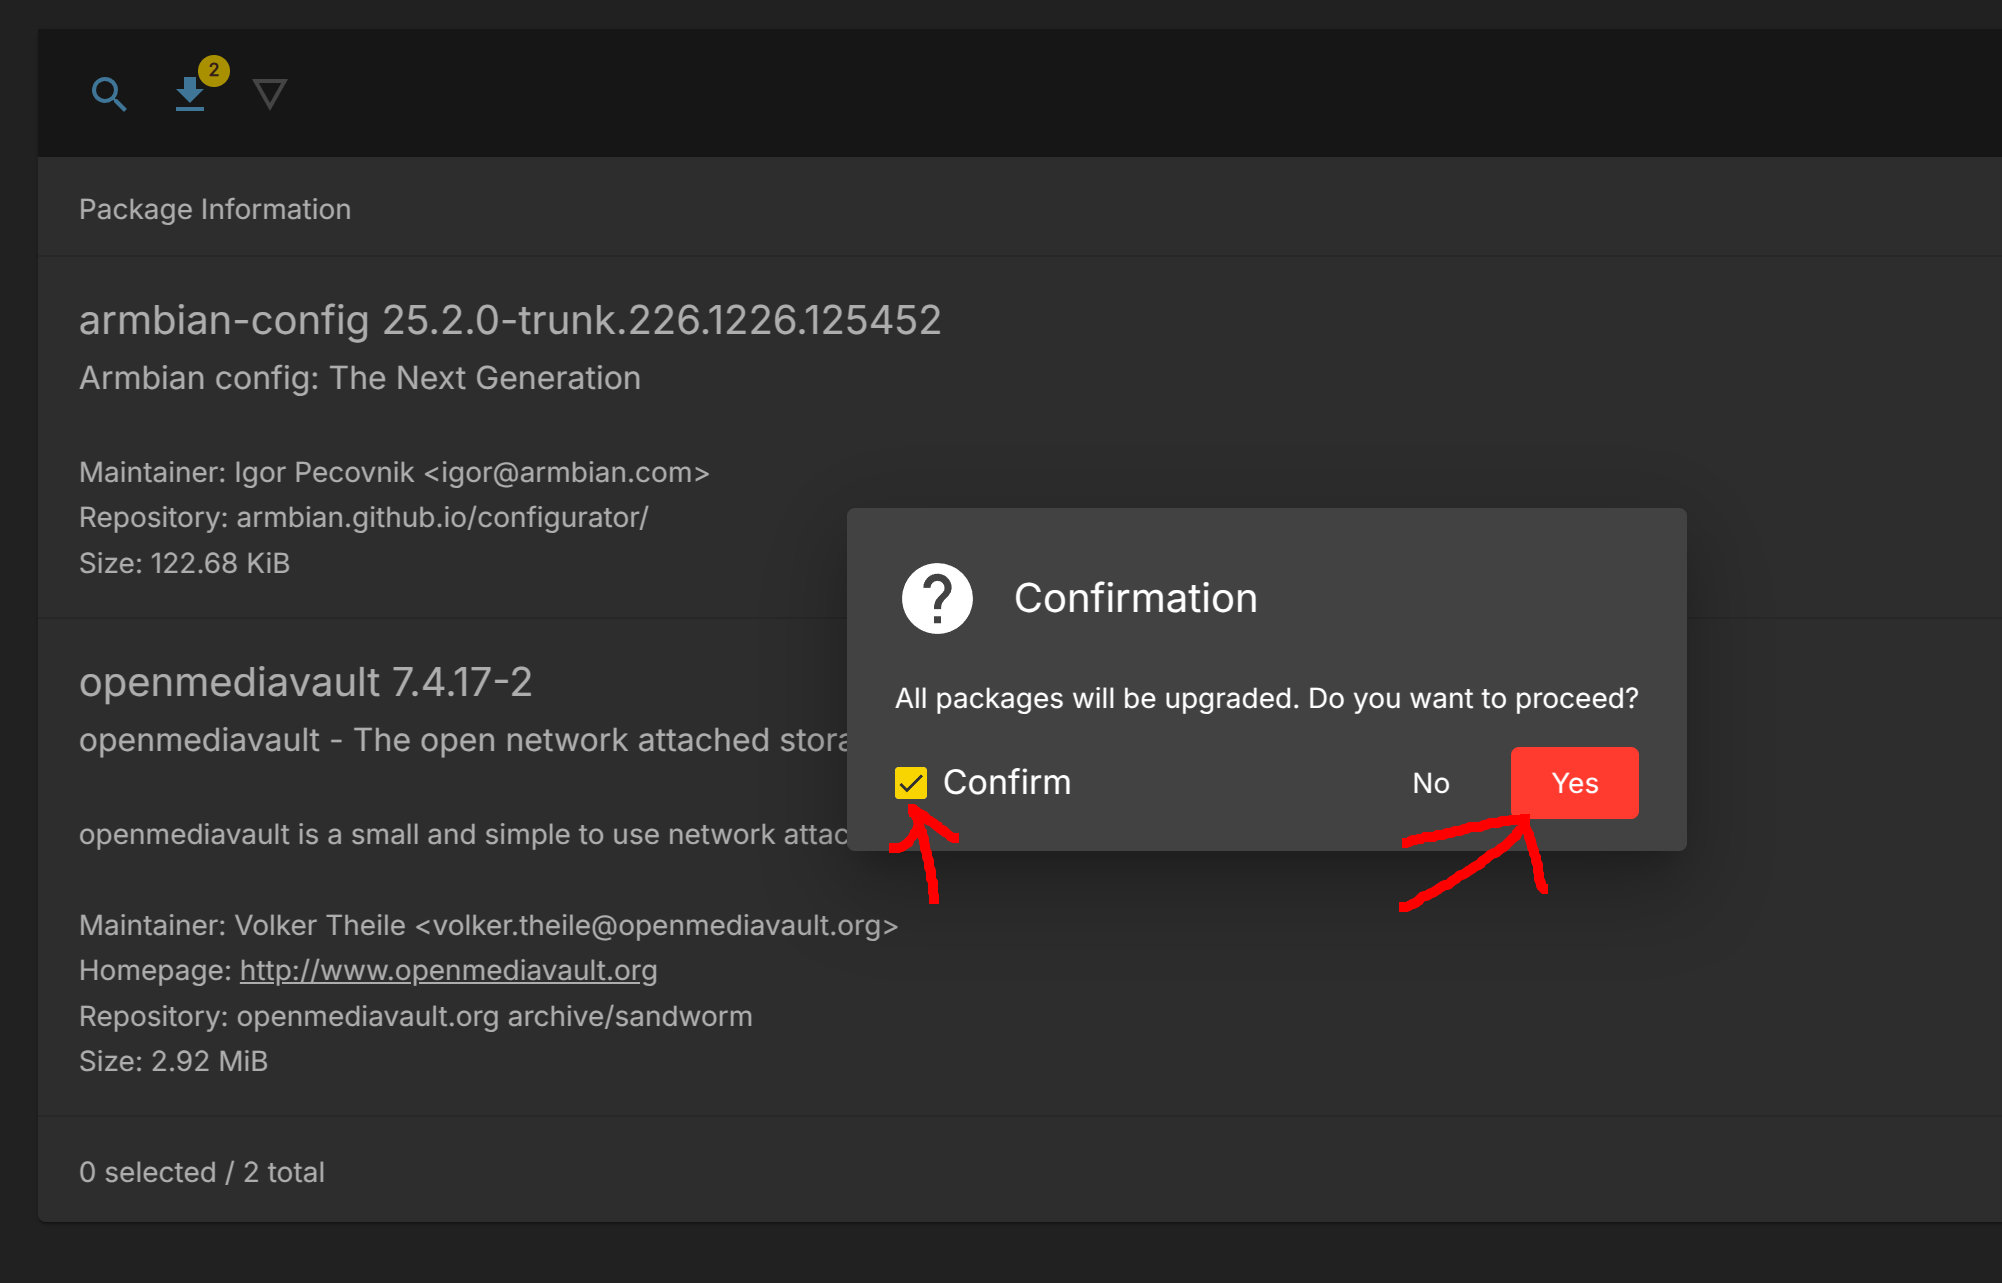 2
Package Information
armbian-config 25.2.0-trunk.226.1226.125452
Armbian config: The Next Generation
Maintainer: Igor Pecovnik <igor@armbian.com>
Repository: armbian.github.io/configurator/
Size: 122.68 KiB
openmediavault 7.4.17-2
openmediavault - The open network attached
openmediavault is a small and simple to use network
Maintainer: Volker Theile <volker.theile@openmediavault.org>
Homepage: http://www.openmediavault.org
Repository: openmediavault.org archive/sandworm
Size: 2.92 MiB
0 selected / 2 total
Confirmation
All packages will be upgraded. Do you want to proceed?
Confirm
No
Yes